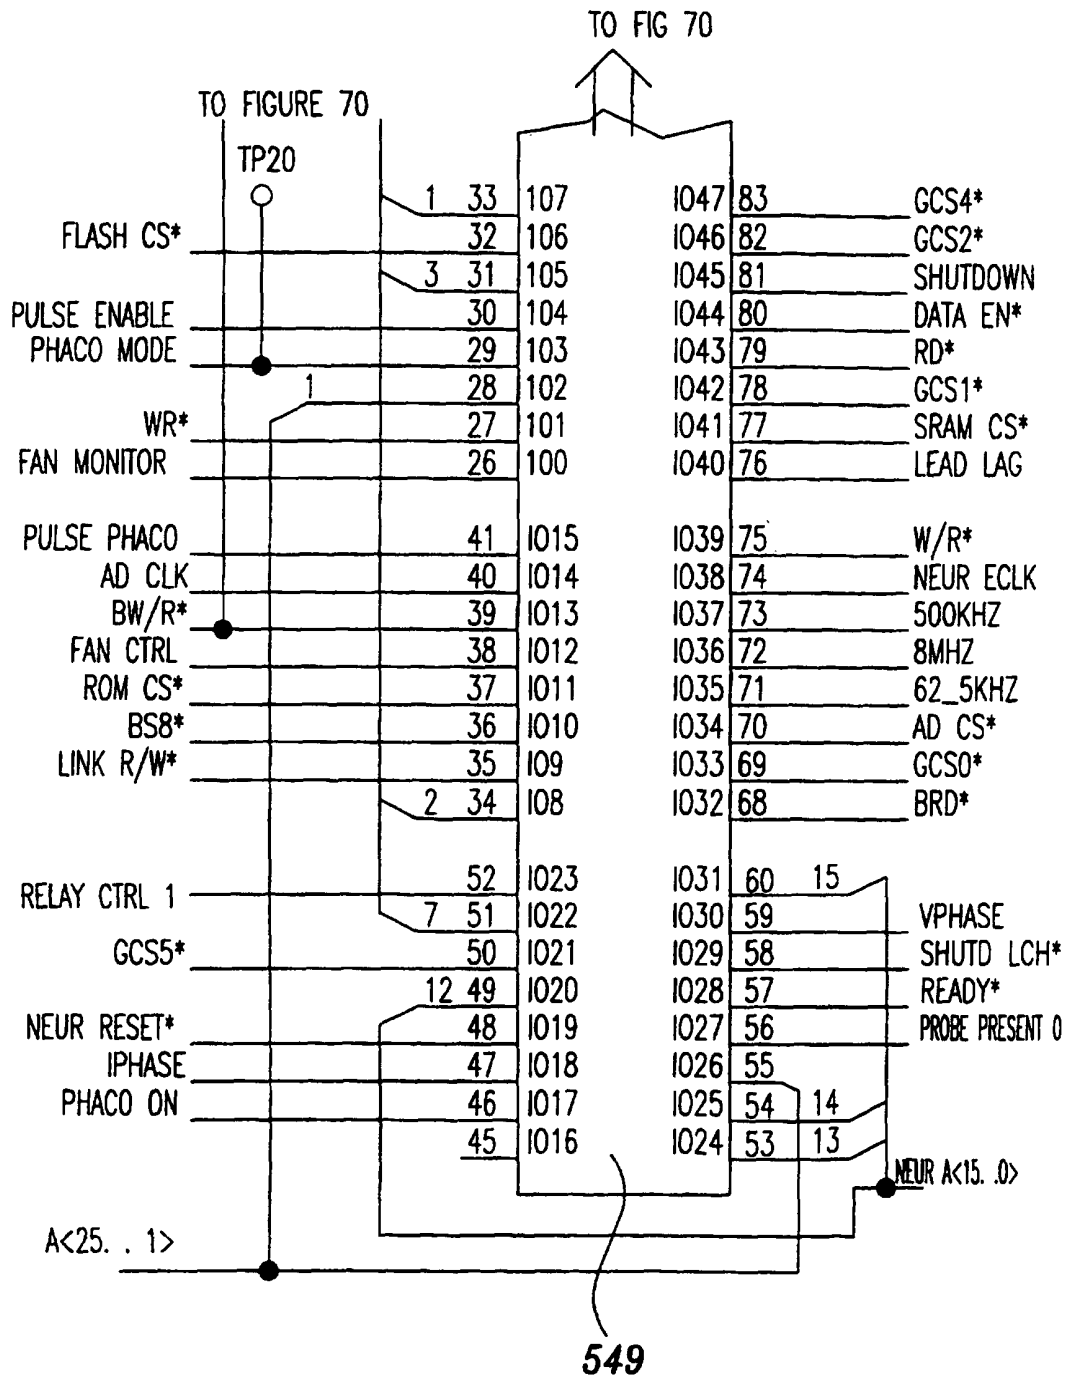 TO FIG 70
TO FIGURE 70
TP20
1 33 107 IO47 83 GCS4*
FLASH CS* 32 106 IO46 82 GCS2*
3 31 105 IO45 81 SHUTDOWN
PULSE ENABLE 30 104 IO44 80 DATA EN*
PHACO MODE 29 103 IO43 79 RD*
1 28 102 IO42 78 GCS1*
WR* 27 101 IO41 77 SRAM CS*
FAN MONITOR 26 100 IO40 76 LEAD LAG
PULSE PHACO 41 IO15 IO39 75 W/R*
AD CLK 40 IO14 IO38 74 NEUR ECLK
BW/R* 39 IO13 IO37 73 500KHZ
FAN CTRL 38 IO12 IO36 72 8MHZ
ROM CS* 37 IO11 IO35 71 62_5KHZ
BS8* 36 IO10 IO34 70 AD CS*
LINK R/W* 35 IO9 IO33 69 GCS0*
2 34 IO8 IO32 68 BRD*
RELAY CTRL 1 52 IO23 IO31 60 15
7 51 IO22 IO30 59 VPHASE
GCS5* 50 IO21 IO29 58 SHUTD LCH*
12 49 IO20 IO28 57 READY*
NEUR RESET* 48 IO19 IO27 56 PROBE PRESENT 0
IPHASE 47 IO18 IO26 55
PHACO ON 46 IO17 IO25 54 14
45 IO16 IO24 53 13
NEUR A<15. .0>
A<25. . 1>
549